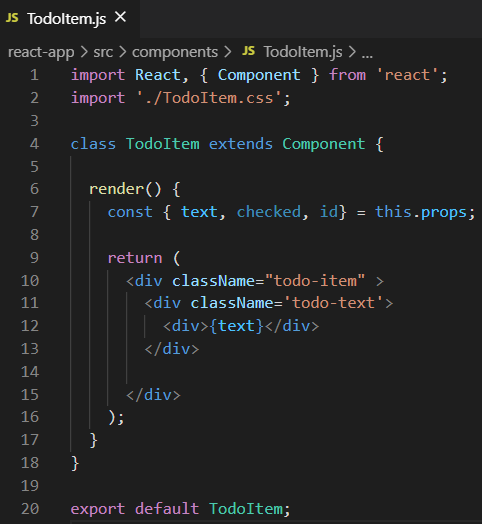 JS TodoItem.js ×
react-app > src > components > JS TodoItem.js > ...
1 import React, { Component } from 'react';
2 import './TodoItem.css';
3
4 class TodoItem extends Component {
5
6   render() {
7     const { text, checked, id} = this.props;
8
9     return (
10       <div className="todo-item" >
11         <div className='todo-text'>
12           <div>{text}</div>
13         </div>
14
15       </div>
16     );
17   }
18 }
19
20 export default TodoItem;